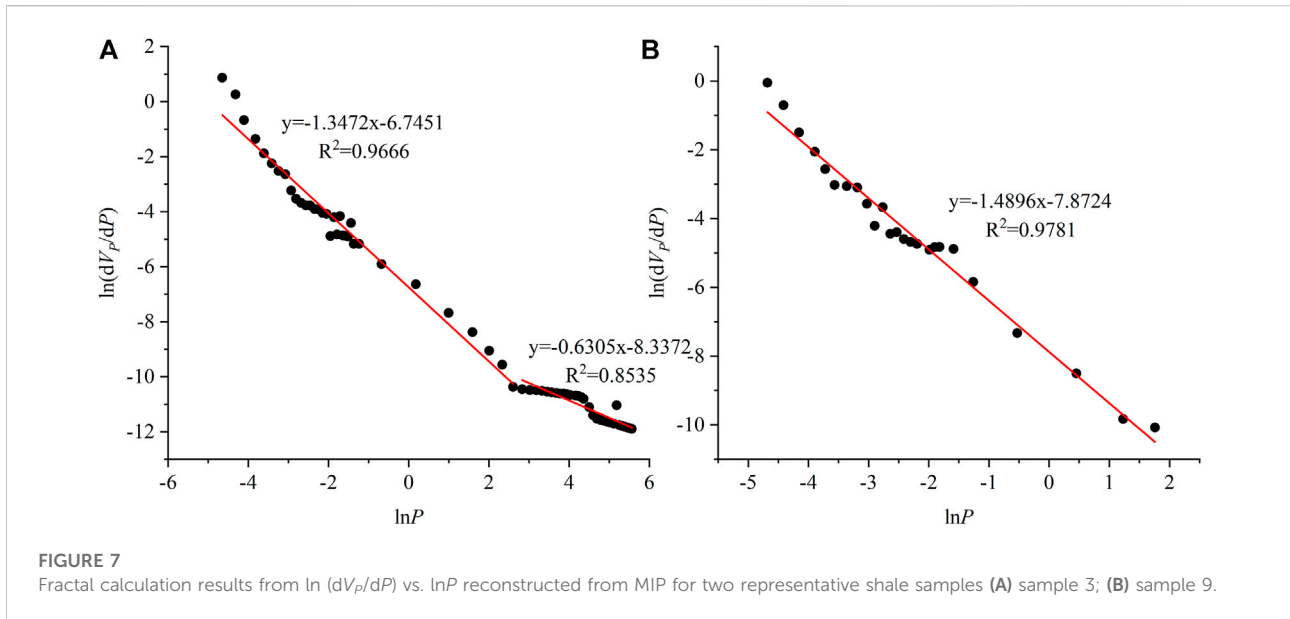 A
2
0
-2
-4
-6
-8
-10
-12
ln(dVP/dP)
y=-1.3472x-6.7451
R2=0.9666
y=-0.6305x-8.3372
R2=0.8535
-6
-4
-2
0
2
4
6
lnP
B
0
-2
-4
-6
-8
-10
ln(dVP/dP)
y=-1.4896x-7.8724
R2=0.9781
-5
-4
-3
-2
-1
0
1
2
lnP
FIGURE 7
Fractal calculation results from ln (dVP/dP) vs. lnP reconstructed from MIP for two representative shale samples (A) sample 3; (B) sample 9.